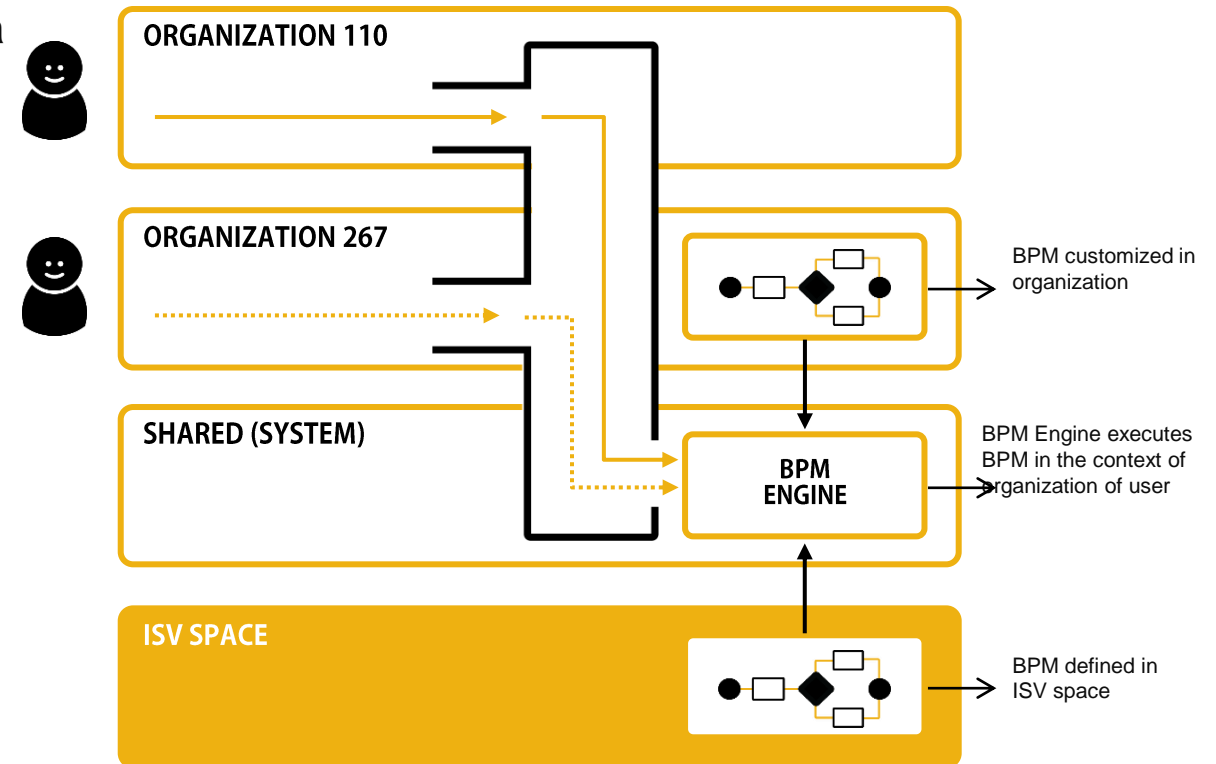 ORGANIZATION 110
ORGANIZATION 267
BPM customized in
organization
SHARED (SYSTEM)
BPM
ENGINE
BPM Engine executes
BPM in the context of
organization of user
ISV SPACE
BPM defined in
ISV space